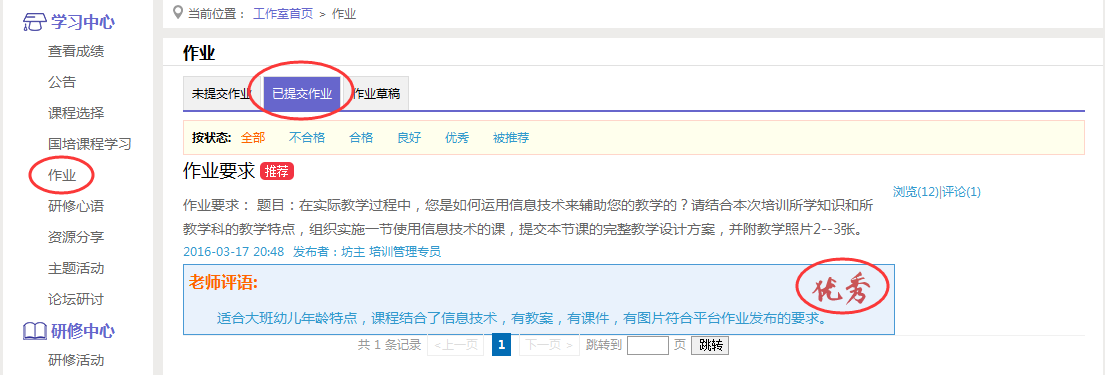 学习中心
查看成绩
公告
课程选择
国培课程学习
作业
研修心语
资源分享
主题活动
论坛研讨
研修中心
研修活动
当前位置： 工作室首页 > 作业
作业
未提交作业 已提交作业 作业草稿
按状态: 全部 不合格 合格 良好 优秀 被推荐
作业要求 推荐
浏览(12)|评论(1)
作业要求： 题目：在实际教学过程中，您是如何运用信息技术来辅助您的教学的？请结合本次培训所学知识和所
教学科的教学特点，组织实施一节使用信息技术的课，提交本节课的完整教学设计方案，并附教学照片2--3张。
2016-03-17 20:48 发布者：坊主 培训管理专员
老师评语:
优秀
适合大班幼儿年龄特点，课程结合了信息技术，有教案，有课件，有图片符合平台作业发布的要求。
共 1 条记录 <上一页 1 下一页 > 跳转到 页 跳转